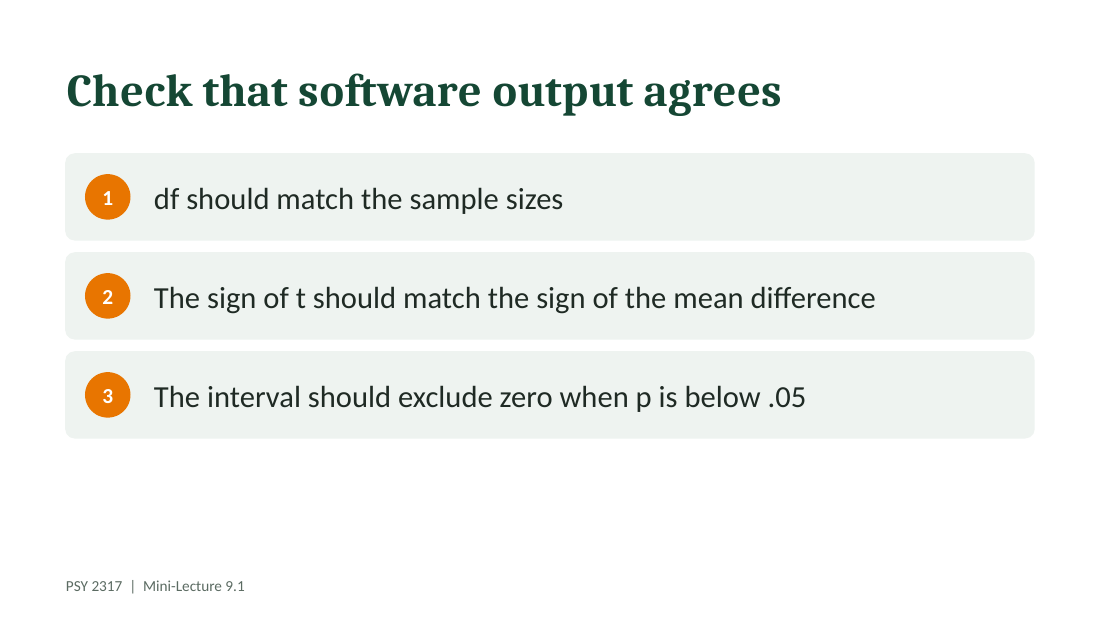 Check that software output agrees
1 df should match the sample sizes
2 The sign of t should match the sign of the mean difference
3 The interval should exclude zero when p is below .05
PSY 2317 | Mini-Lecture 9.1